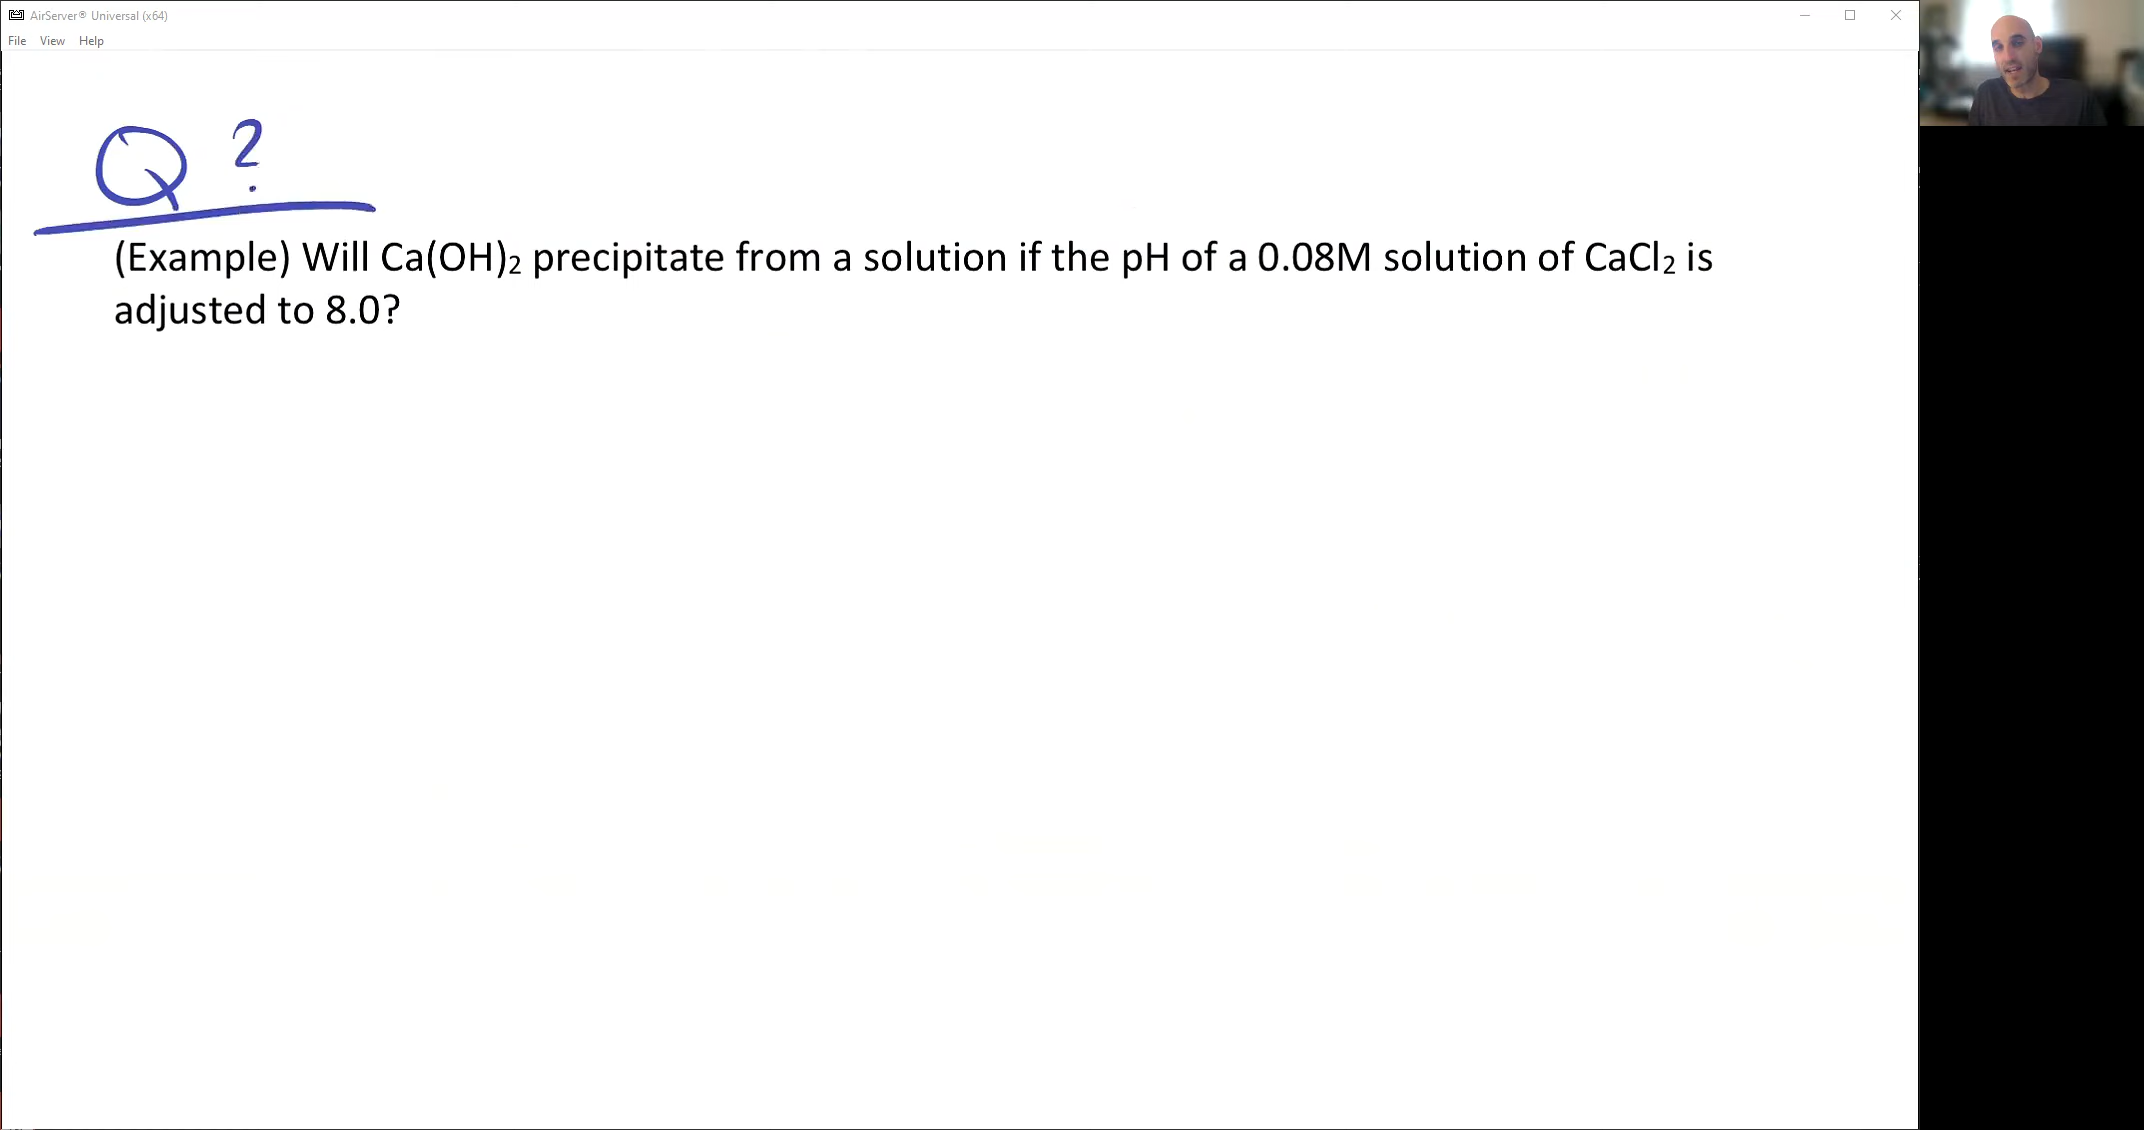 AirServer® Universal (x64)
File View Help
Q ?
(Example) Will Ca(OH)₂ precipitate from a solution if the pH of a 0.08M solution of CaCl₂ is
adjusted to 8.0?